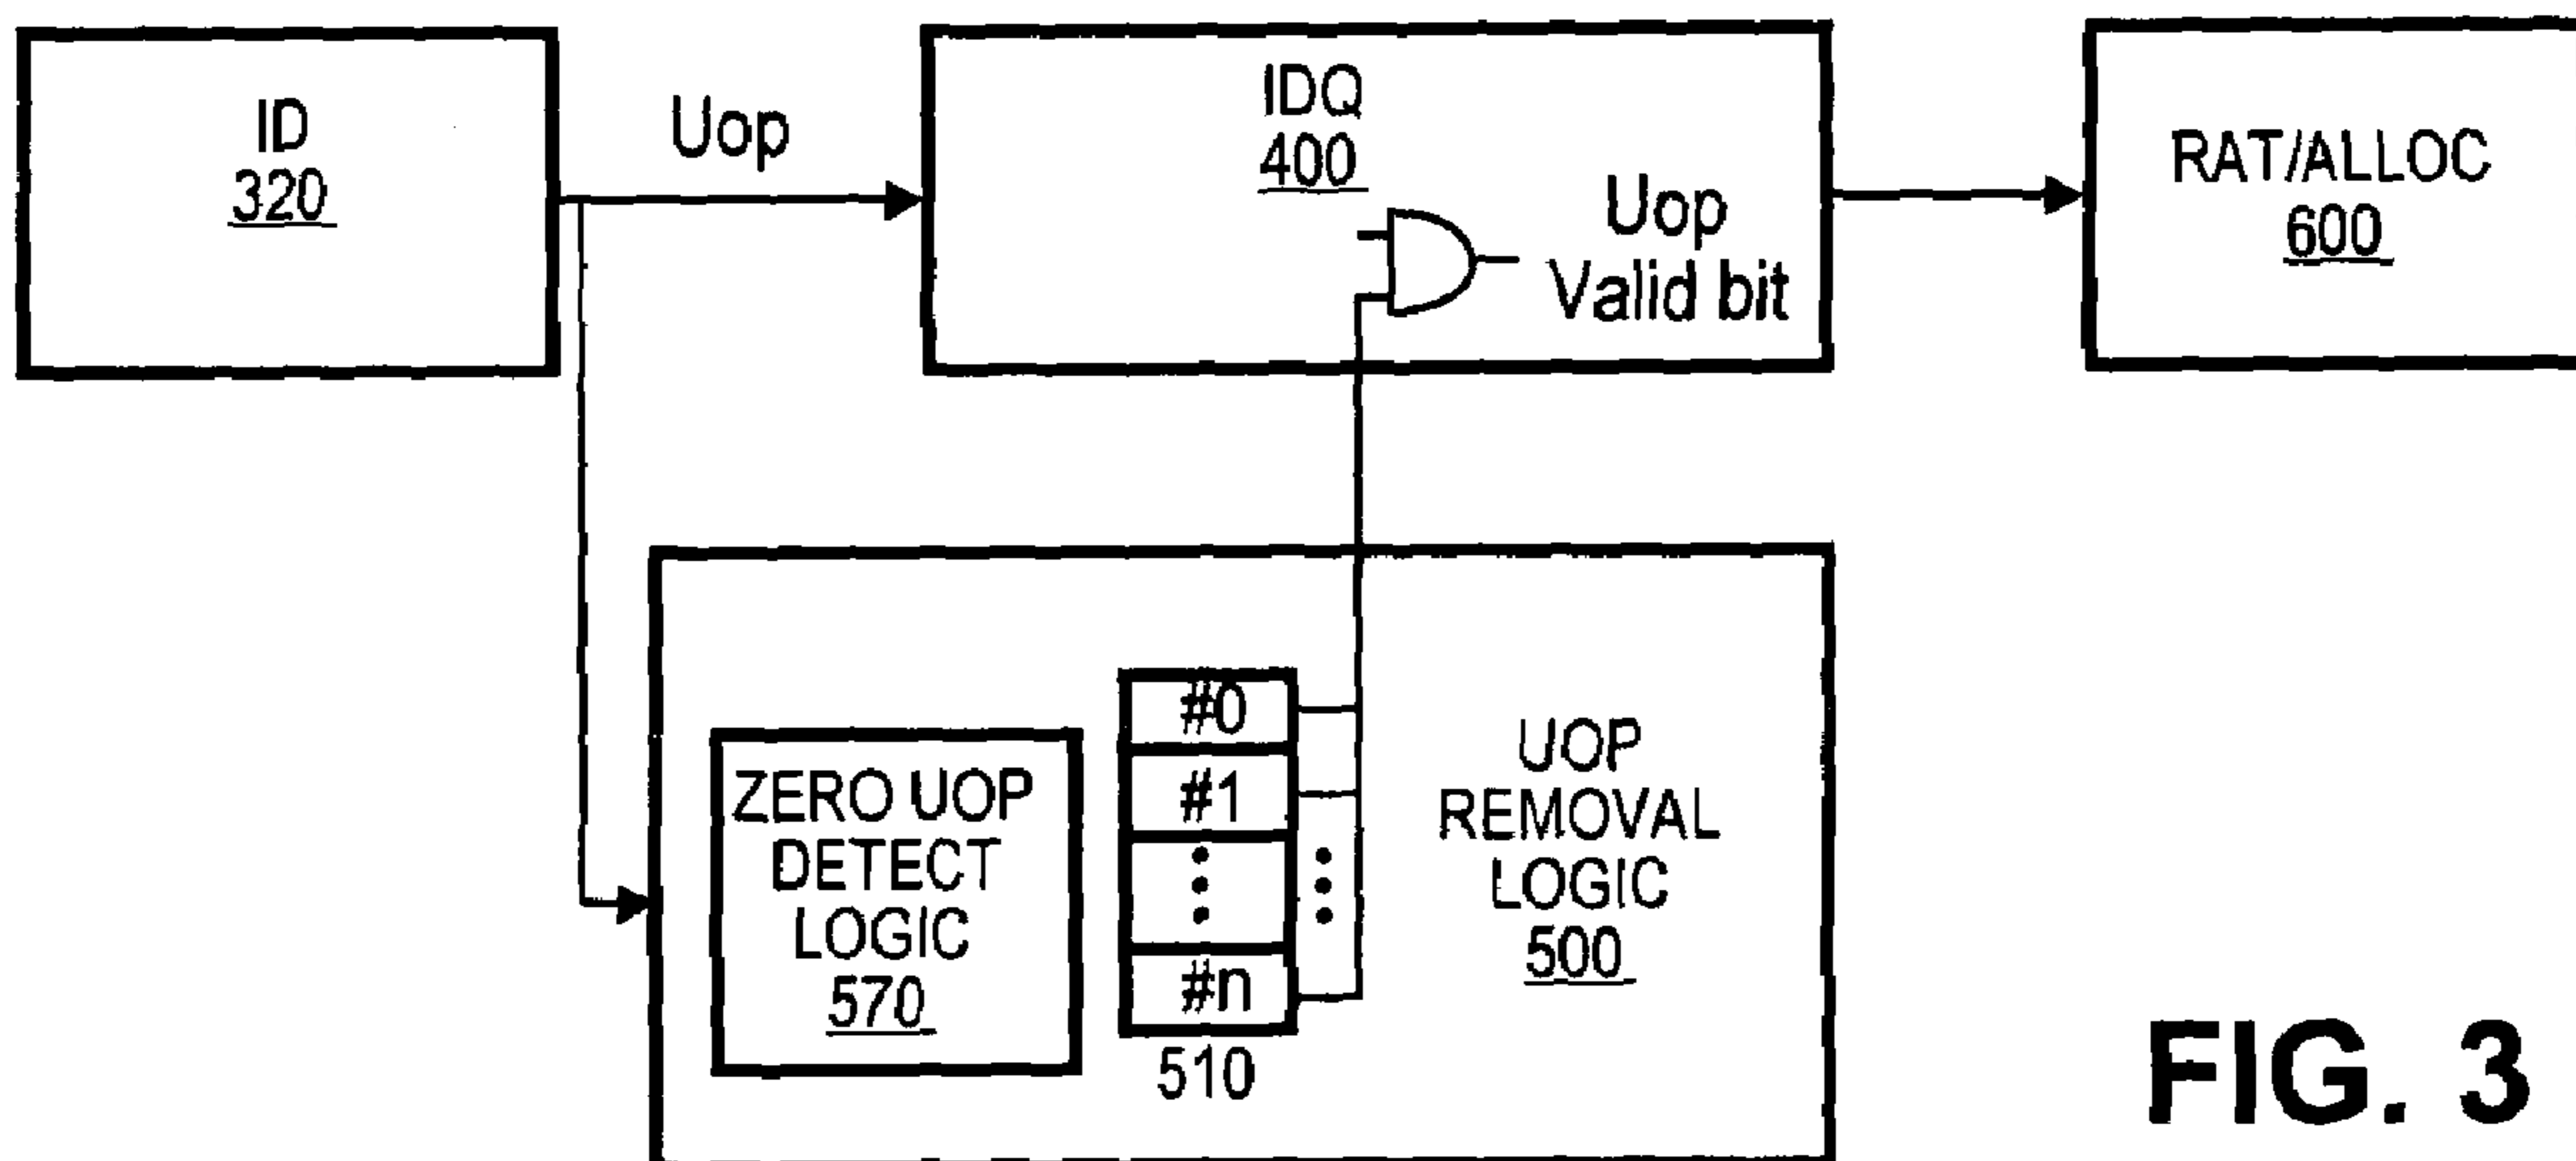 ID
320
Uop
IDQ
400
Uop
Valid bit
RAT/ALLOC
600
ZERO UOP
DETECT
LOGIC
570
#0
#1
#n
510
UOP
REMOVAL
LOGIC
500
FIG. 3